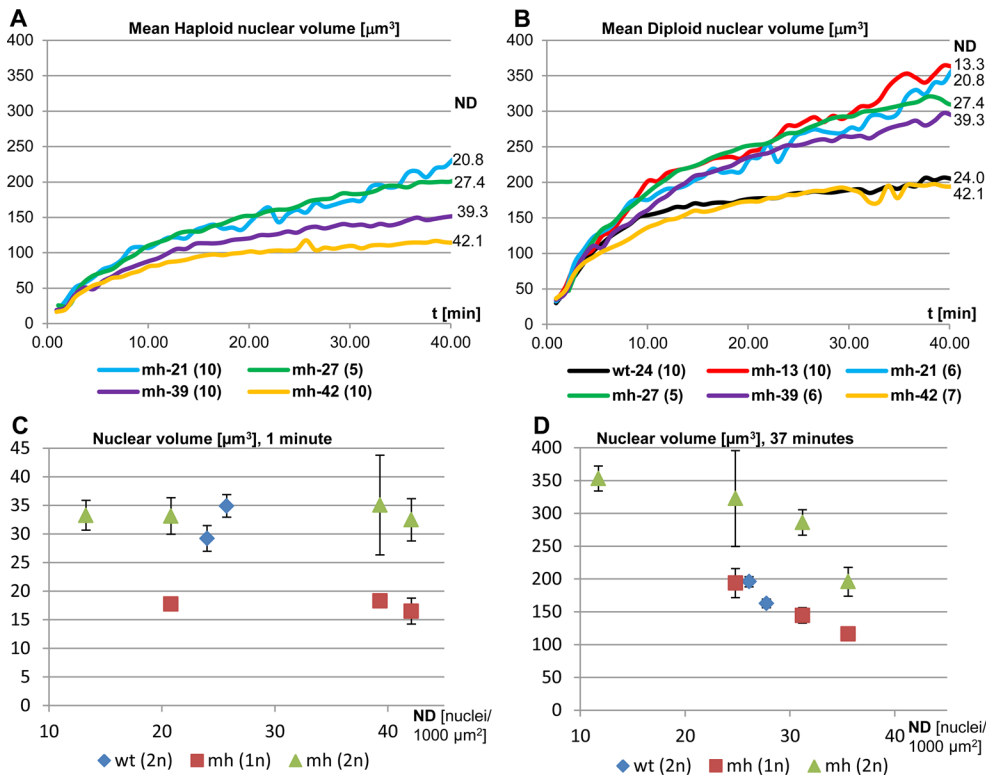 A
Mean Haploid nuclear volume [µm³]
400
350
300
250
200
150
100
50
0
ND
20.8
27.4
39.3
42.1
t [min]
0.00 10.00 20.00 30.00 40.00
mh-21 (10) mh-27 (5)
mh-39 (10) mh-42 (10)
B
Mean Diploid nuclear volume [µm³]
400
350
300
250
200
150
100
50
0
ND
13.3
20.8
27.4
39.3
24.0
42.1
t [min]
0.00 10.00 20.00 30.00 40.00
wt-24 (10) mh-13 (10) mh-21 (6)
mh-27 (5) mh-39 (6) mh-42 (7)
C
Nuclear volume [µm³], 1 minute
45
40
35
30
25
20
15
10
5
0
10 20 30 40
ND [nuclei/
1000 µm²]
wt (2n) mh (1n) mh (2n)
D
Nuclear volume [µm³], 37 minutes
400
350
300
250
200
150
100
50
0
10 20 30 40
ND [nuclei/
1000 µm²]
wt (2n) mh (1n) mh (2n)